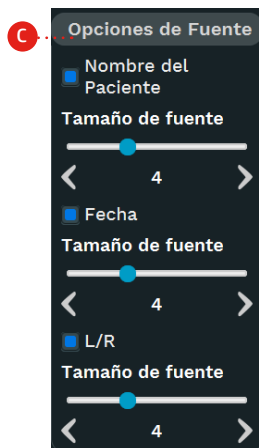 C
Opciones de Fuente
Nombre del
Paciente
Tamaño de fuente
4
Fecha
Tamaño de fuente
4
L/R
Tamaño de fuente
4